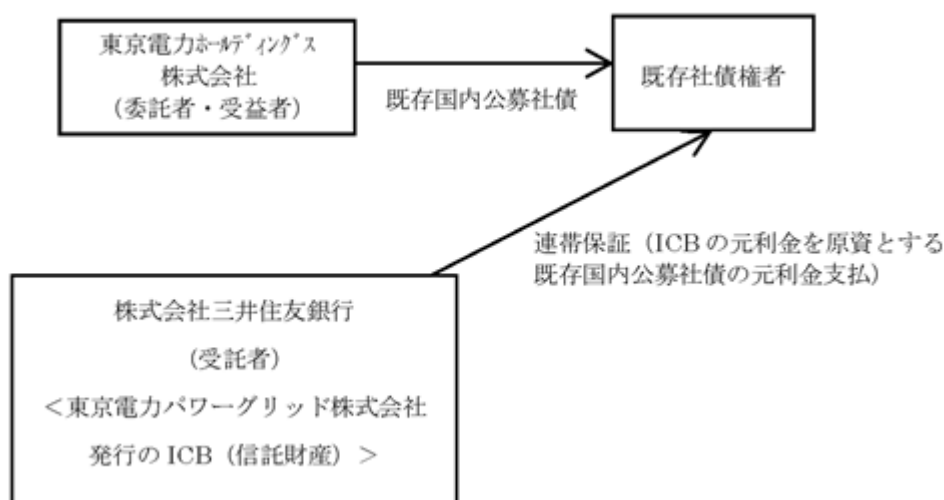 東京電力ﾎｰﾙﾃﾞｨﾝｸﾞｽ
株式会社
（委託者・受益者）
既存国内公募社債
既存社債権者
連帯保証（ICB の元利金を原資とする
既存国内公募社債の元利金支払）
株式会社三井住友銀行
（受託者）
＜東京電力パワーグリッド株式会社
発行の ICB（信託財産）＞